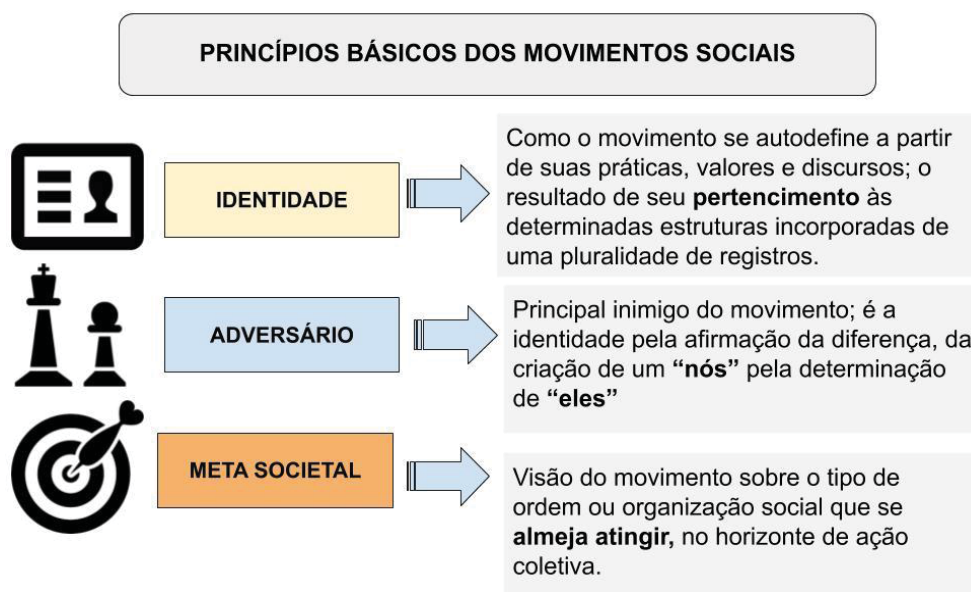 PRINCÍPIOS BÁSICOS DOS MOVIMENTOS SOCIAIS
IDENTIDADE
Como o movimento se autodefine a partir
de suas práticas, valores e discursos; o
resultado de seu pertencimento às
determinadas estruturas incorporadas de
uma pluralidade de registros.
ADVERSÁRIO
Principal inimigo do movimento; é a
identidade pela afirmação da diferença, da
criação de um “nós” pela determinação
de “eles”
META SOCIETAL
Visão do movimento sobre o tipo de
ordem ou organização social que se
almeja atingir, no horizonte de ação
coletiva.